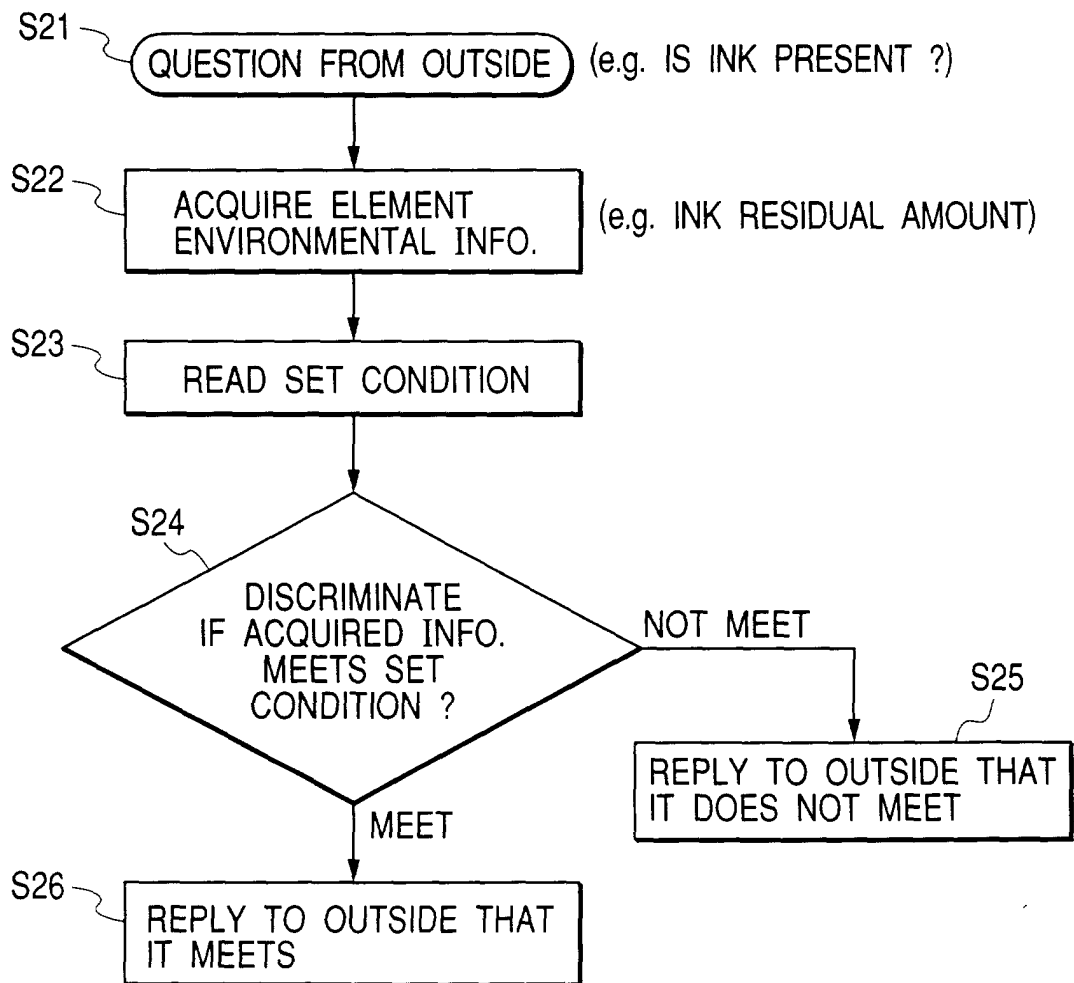 S21
QUESTION FROM OUTSIDE
(e.g. IS INK PRESENT ?)
S22
ACQUIRE ELEMENT
ENVIRONMENTAL INFO.
(e.g. INK RESIDUAL AMOUNT)
S23
READ SET CONDITION
S24
DISCRIMINATE
IF ACQUIRED INFO.
MEETS SET
CONDITION ?
NOT MEET
S25
REPLY TO OUTSIDE THAT
IT DOES NOT MEET
MEET
S26
REPLY TO OUTSIDE THAT
IT MEETS